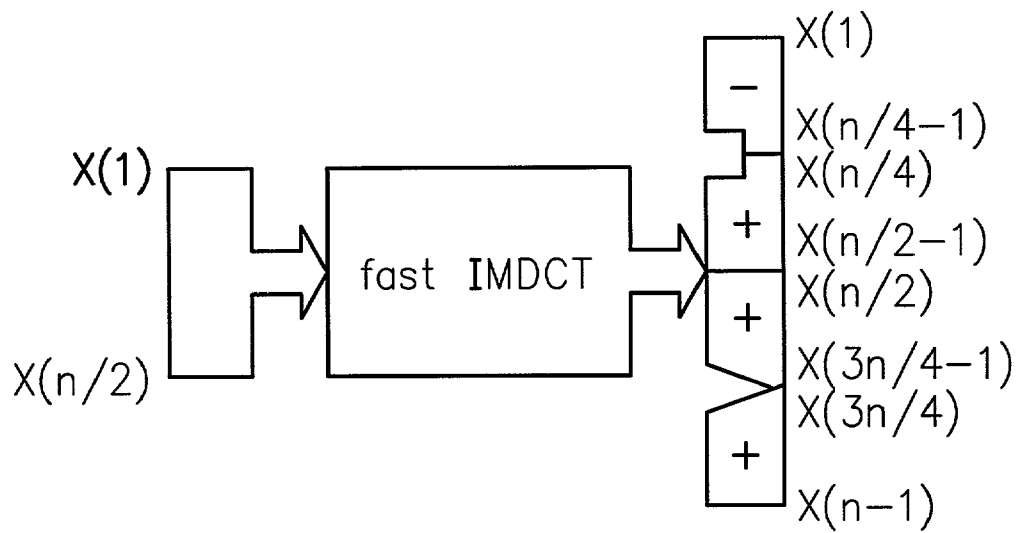 X(1)
X(n/2)
fast IMDCT
X(1)
−
X(n/4−1)
X(n/4)
+
X(n/2−1)
X(n/2)
+
X(3n/4−1)
X(3n/4)
+
X(n−1)